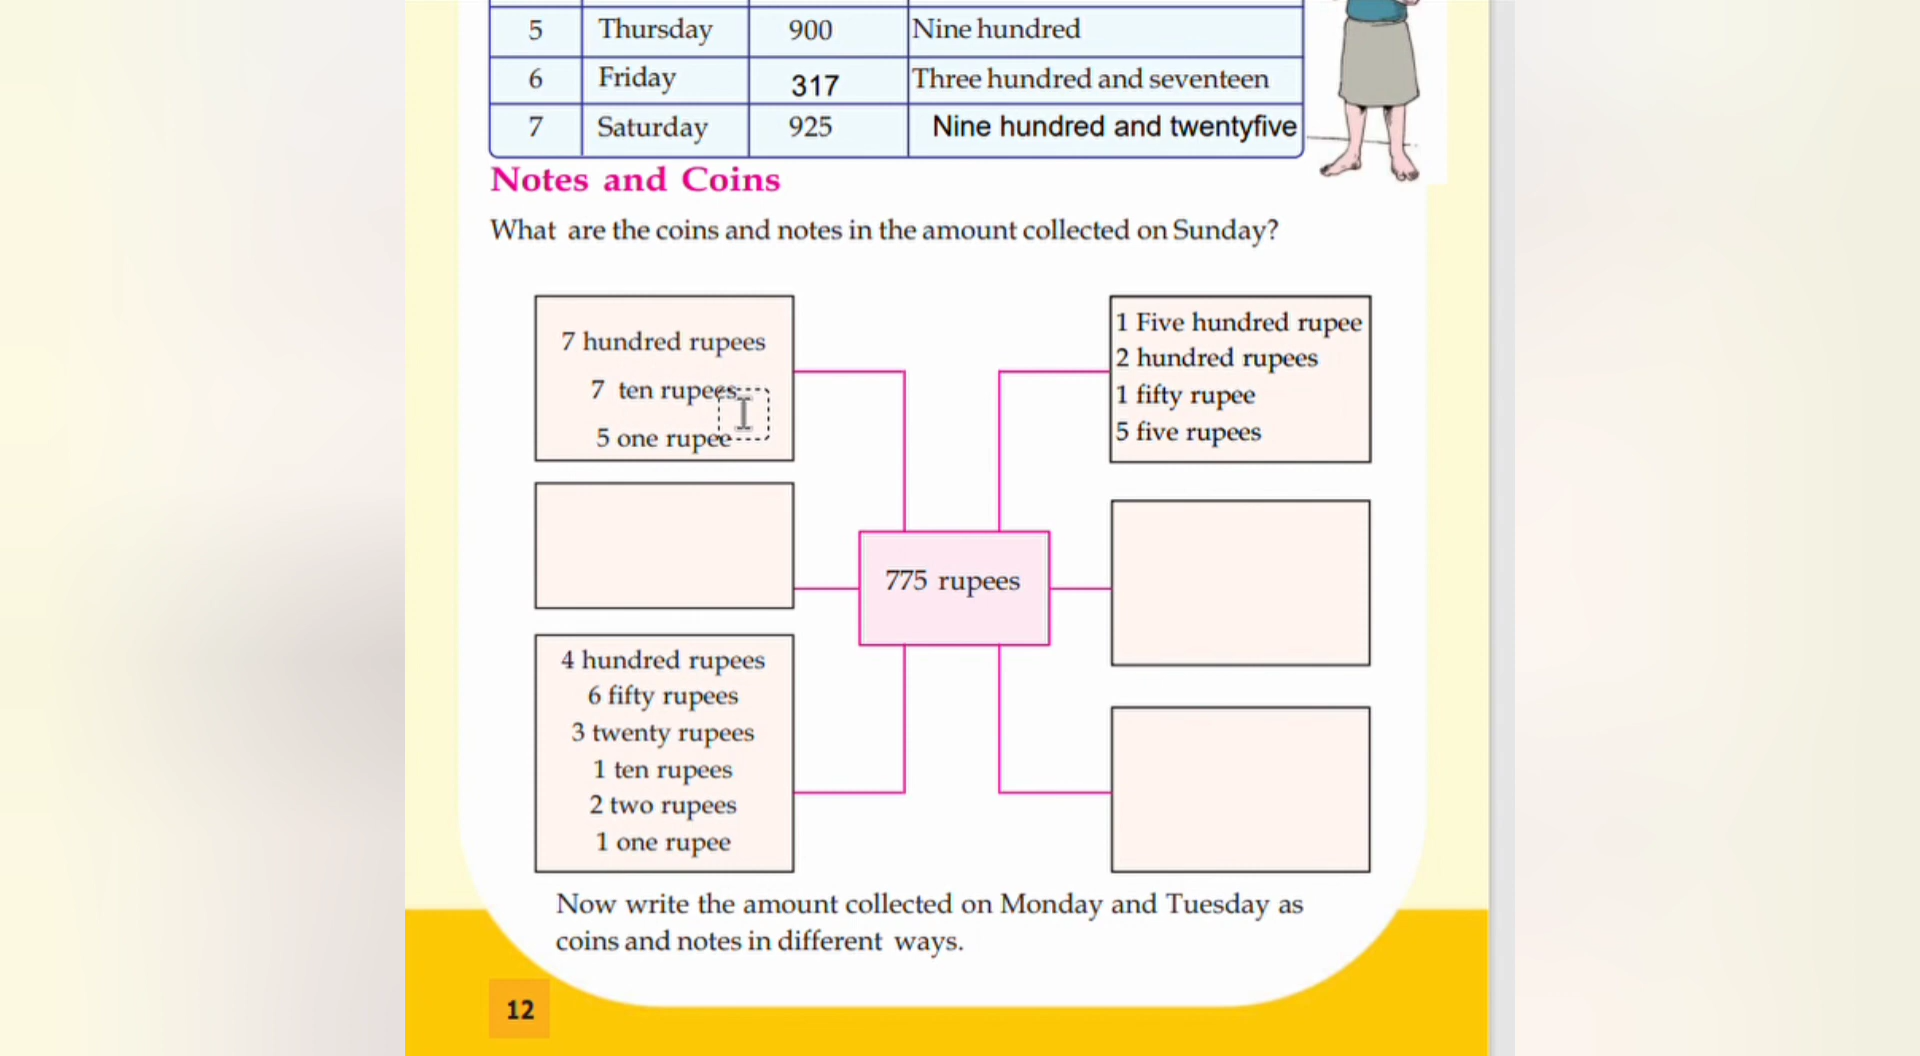 5 Thursday 900 Nine hundred
6 Friday 317 Three hundred and seventeen
7 Saturday 925 Nine hundred and twentyfive
Notes and Coins
What are the coins and notes in the amount collected on Sunday?
7 hundred rupees
7 ten rupees
5 one rupee
4 hundred rupees
6 fifty rupees
3 twenty rupees
1 ten rupees
2 two rupees
1 one rupee
775 rupees
1 Five hundred rupee
2 hundred rupees
1 fifty rupee
5 five rupees
Now write the amount collected on Monday and Tuesday as
coins and notes in different ways.
12